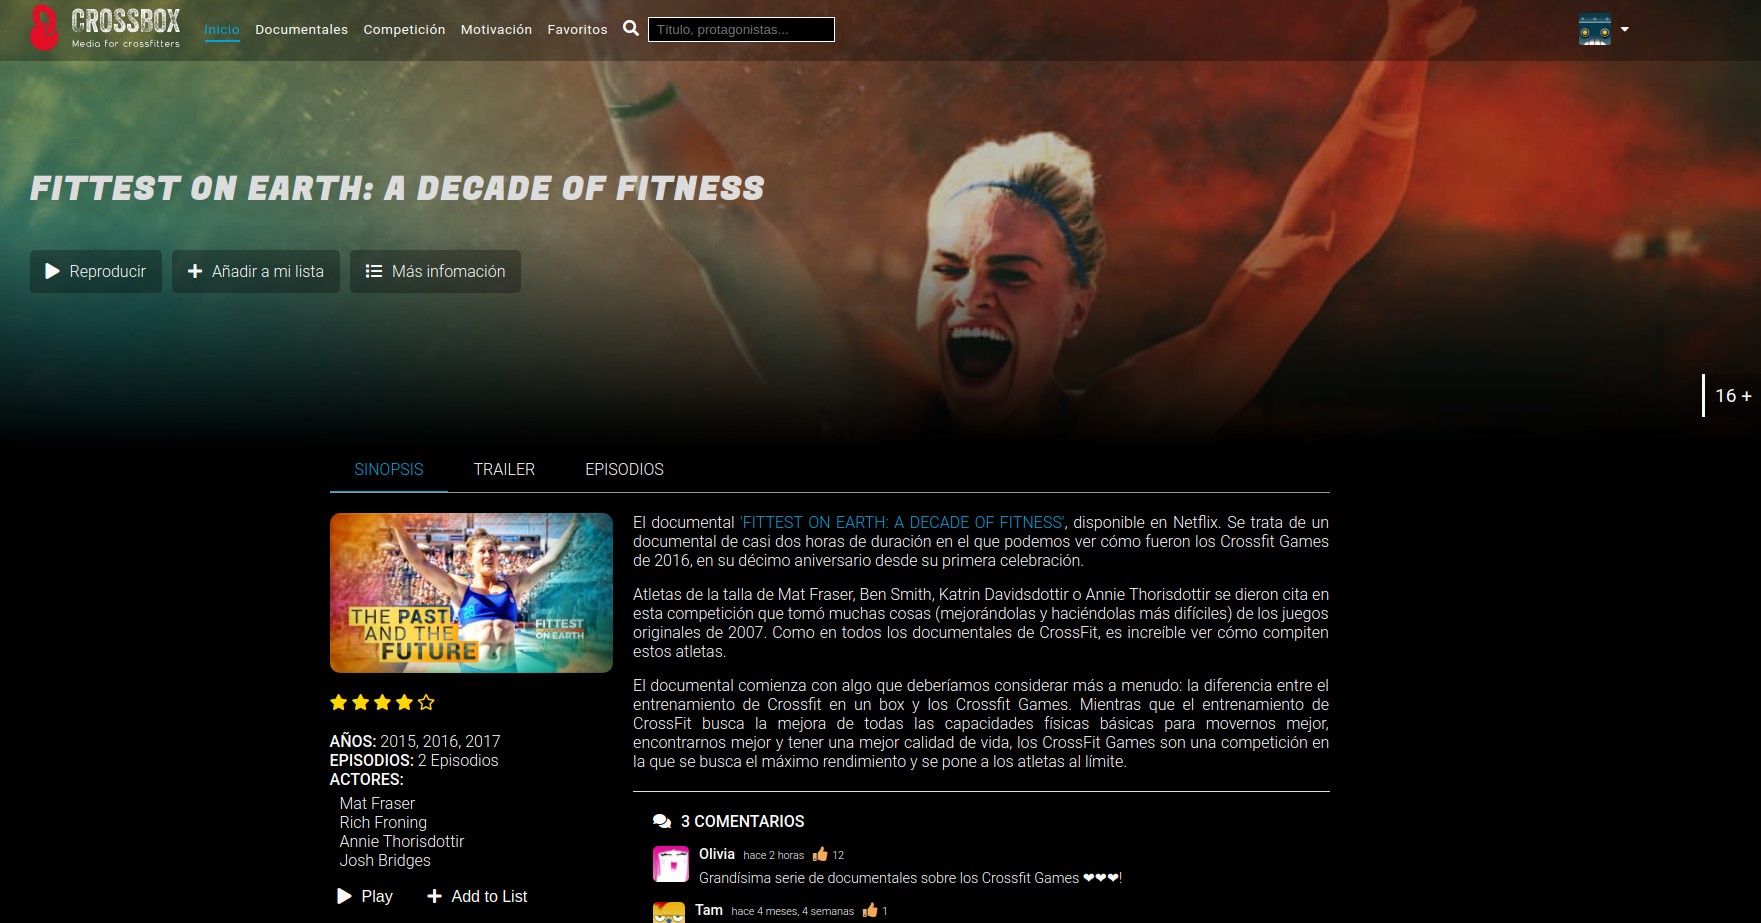 CROSSBOX
Media for crossfitters
Inicio Documentales Competición Motivación Favoritos Título, protagonistas...
FITTEST ON EARTH: A DECADE OF FITNESS
Reproducir Añadir a mi lista Más infomación
16 +
SINOPSIS TRAILER EPISODIOS
THE PAST
AND THE
FUTURE
FITTEST
ON EARTH
28
AÑOS: 2015, 2016, 2017
EPISODIOS: 2 Episodios
ACTORES:
Mat Fraser
Rich Froning
Annie Thorisdottir
Josh Bridges
Play Add to List
El documental 'FITTEST ON EARTH: A DECADE OF FITNESS', disponible en Netflix. Se trata de un
documental de casi dos horas de duración en el que podemos ver cómo fueron los Crossfit Games
de 2016, en su décimo aniversario desde su primera celebración.
Atletas de la talla de Mat Fraser, Ben Smith, Katrin Davidsdottir o Annie Thorisdottir se dieron cita en
esta competición que tomó muchas cosas (mejorándolas y haciéndolas más difíciles) de los juegos
originales de 2007. Como en todos los documentales de CrossFit, es increíble ver cómo compiten
estos atletas.
El documental comienza con algo que deberíamos considerar más a menudo: la diferencia entre el
entrenamiento de Crossfit en un box y los Crossfit Games. Mientras que el entrenamiento de
CrossFit busca la mejora de todas las capacidades físicas básicas para movernos mejor,
encontrarnos mejor y tener una mejor calidad de vida, los CrossFit Games son una competición en
la que se busca el máximo rendimiento y se pone a los atletas al límite.
3 COMENTARIOS
Olivia hace 2 horas 12
Grandísima serie de documentales sobre los Crossfit Games ❤❤❤!
Tam hace 4 meses, 4 semanas 1